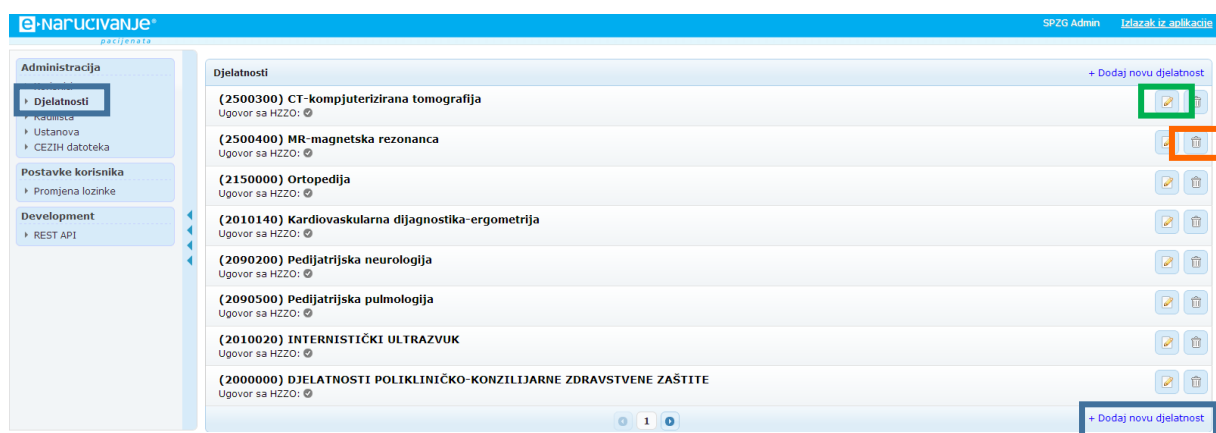 e-Narucivanje®
pacijenata
SPZG Admin
Izlazak iz aplikacije
Administracija
Djelatnosti
Ustanova
CEZIH datoteka
Postavke korisnika
Promjena lozinke
Development
REST API
Djelatnosti
+ Dodaj novu djelatnost
(2500300) CT-kompjuterizirana tomografija
Ugovor sa HZZO:
(2500400) MR-magnetska rezonanca
Ugovor sa HZZO:
(2150000) Ortopedija
Ugovor sa HZZO:
(2010140) Kardiovaskularna dijagnostika-ergometrija
Ugovor sa HZZO:
(2090200) Pedijatrijska neurologija
Ugovor sa HZZO:
(2090500) Pedijatrijska pulmologija
Ugovor sa HZZO:
(2010020) INTERNISTIČKI ULTRAZVUK
Ugovor sa HZZO:
(2000000) DJELATNOSTI POLIKLINIČKO-KONZILIJARNE ZDRAVSTVENE ZAŠTITE
Ugovor sa HZZO:
1
+ Dodaj novu djelatnost